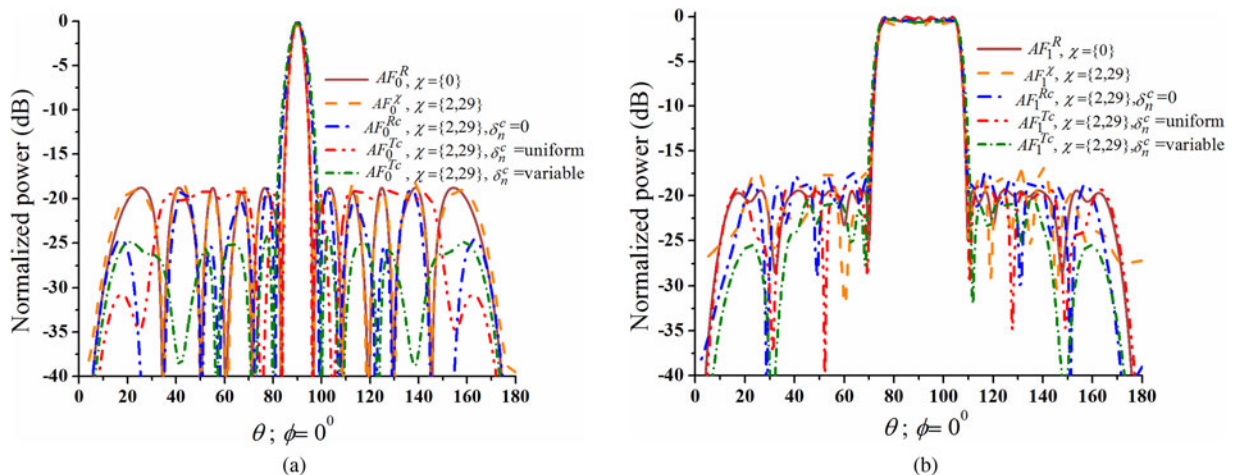 0
-5
-10
-15
-20
-25
-30
-35
-40
Normalized power (dB)
AF₀ᴿ, χ={0}
AF₀ᵡ, χ={2,29}
AF₀ᴿᶜ, χ={2,29},δₙᶜ=0
AF₀ᵀᶜ, χ={2,29},δₙᶜ=uniform
AF₀ᵀᶜ, χ={2,29}, δₙᶜ=variable
0 20 40 60 80 100 120 140 160 180
θ ; ϕ= 0⁰
(a)
0
-5
-10
-15
-20
-25
-30
-35
-40
Normalized power (dB)
AF₁ᴿ, χ={0}
AF₁ᵡ, χ={2,29}
AF₁ᴿᶜ, χ={2,29},δₙᶜ=0
AF₁ᵀᶜ, χ={2,29},δₙᶜ=uniform
AF₁ᵀᶜ, χ={2,29},δₙᶜ=variable
0 20 40 60 80 100 120 140 160 180
θ ; ϕ= 0⁰
(b)